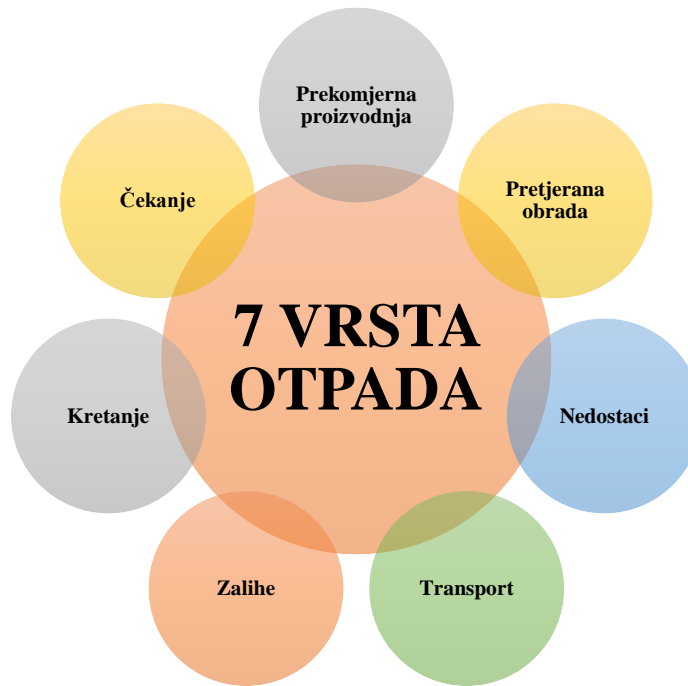 Prekomjerna
proizvodnja
Pretjerana
obrada
Nedostaci
Transport
Zalihe
Kretanje
Čekanje
7 VRSTA
OTPADA